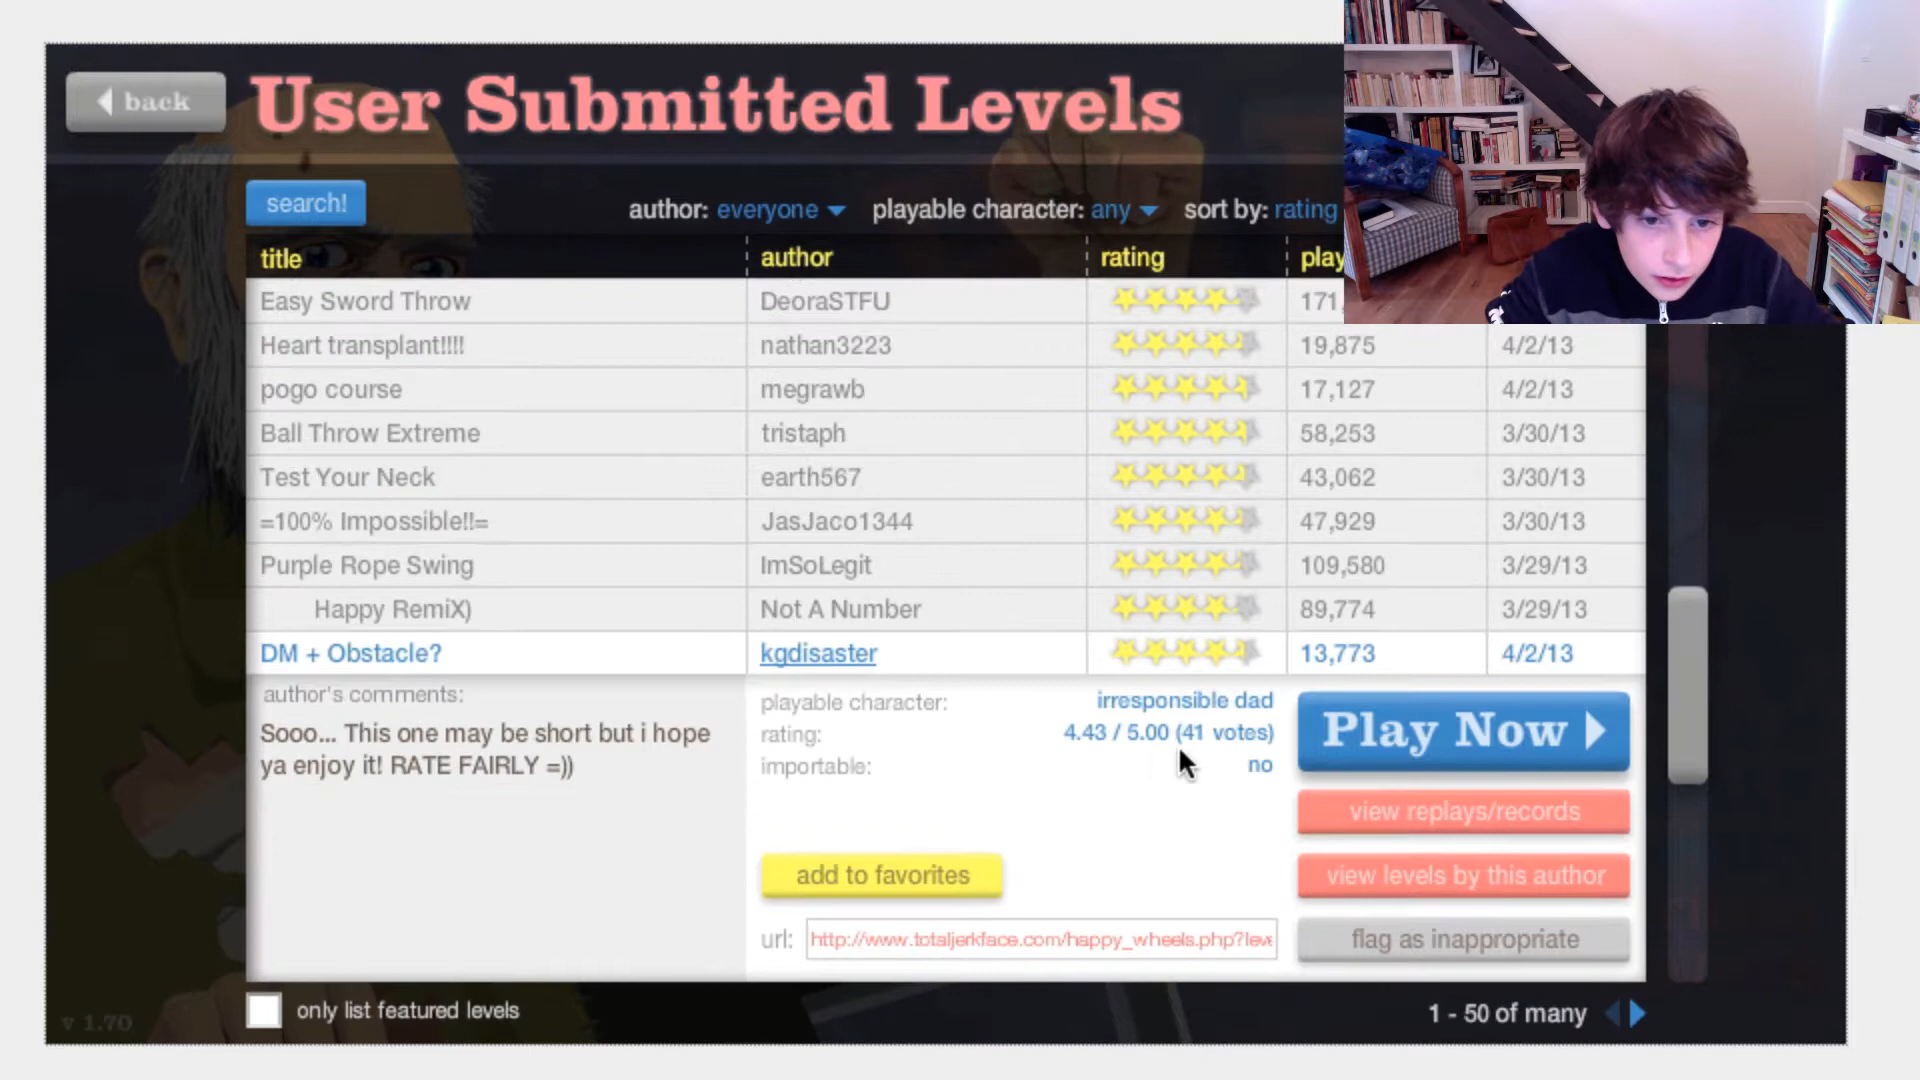 back
User Submitted Levels
search!
author: everyone playable character: any sort by: rating
title author rating play
Easy Sword Throw DeoraSTFU 171,
Heart transplant!!!! nathan3223 19,875 4/2/13
pogo course megrawb 17,127 4/2/13
Ball Throw Extreme tristaph 58,253 3/30/13
Test Your Neck earth567 43,062 3/30/13
=100% Impossible!!= JasJaco1344 47,929 3/30/13
Purple Rope Swing ImSoLegit 109,580 3/29/13
Happy RemiX) Not A Number 89,774 3/29/13
DM + Obstacle? kgdisaster 13,773 4/2/13
author's comments:
Sooo... This one may be short but i hope
ya enjoy it! RATE FAIRLY =))
playable character: irresponsible dad
rating: 4.43 / 5.00 (41 votes)
importable: no
add to favorites
url: http://www.totaljerkface.com/happy_wheels.php?leve
Play Now
view replays/records
view levels by this author
flag as inappropriate
v 1.70
only list featured levels
1 - 50 of many